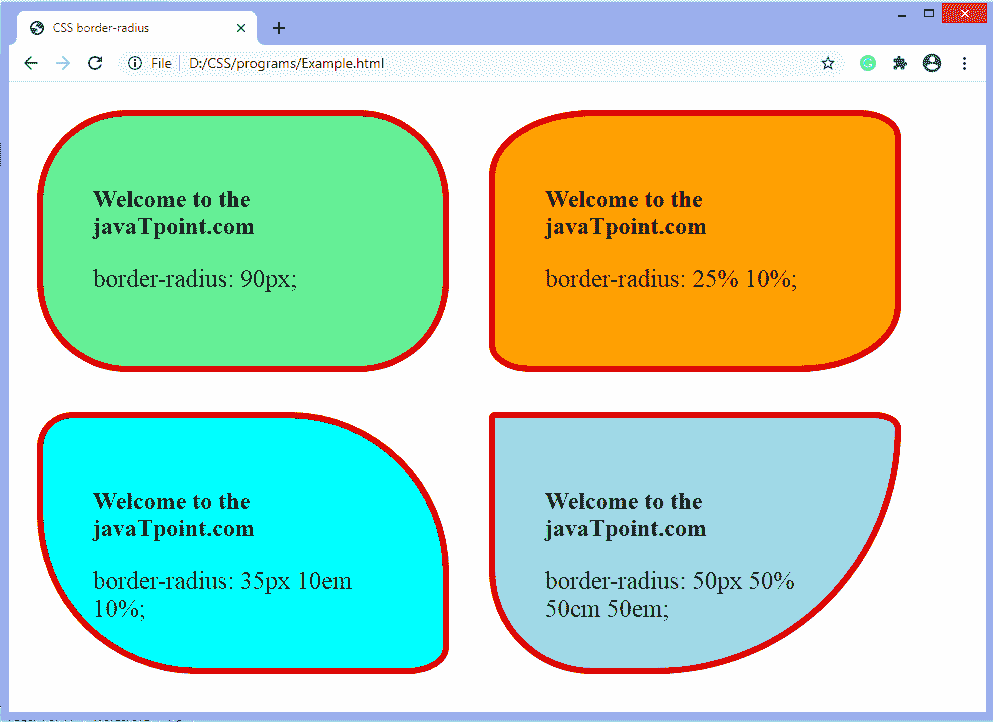 CSS border-radius
File
D:/CSS/programs/Example.html
Welcome to the
javaTpoint.com
border-radius: 90px;
Welcome to the
javaTpoint.com
border-radius: 25% 10%;
Welcome to the
javaTpoint.com
border-radius: 35px 10em
10%;
Welcome to the
javaTpoint.com
border-radius: 50px 50%
50cm 50em;